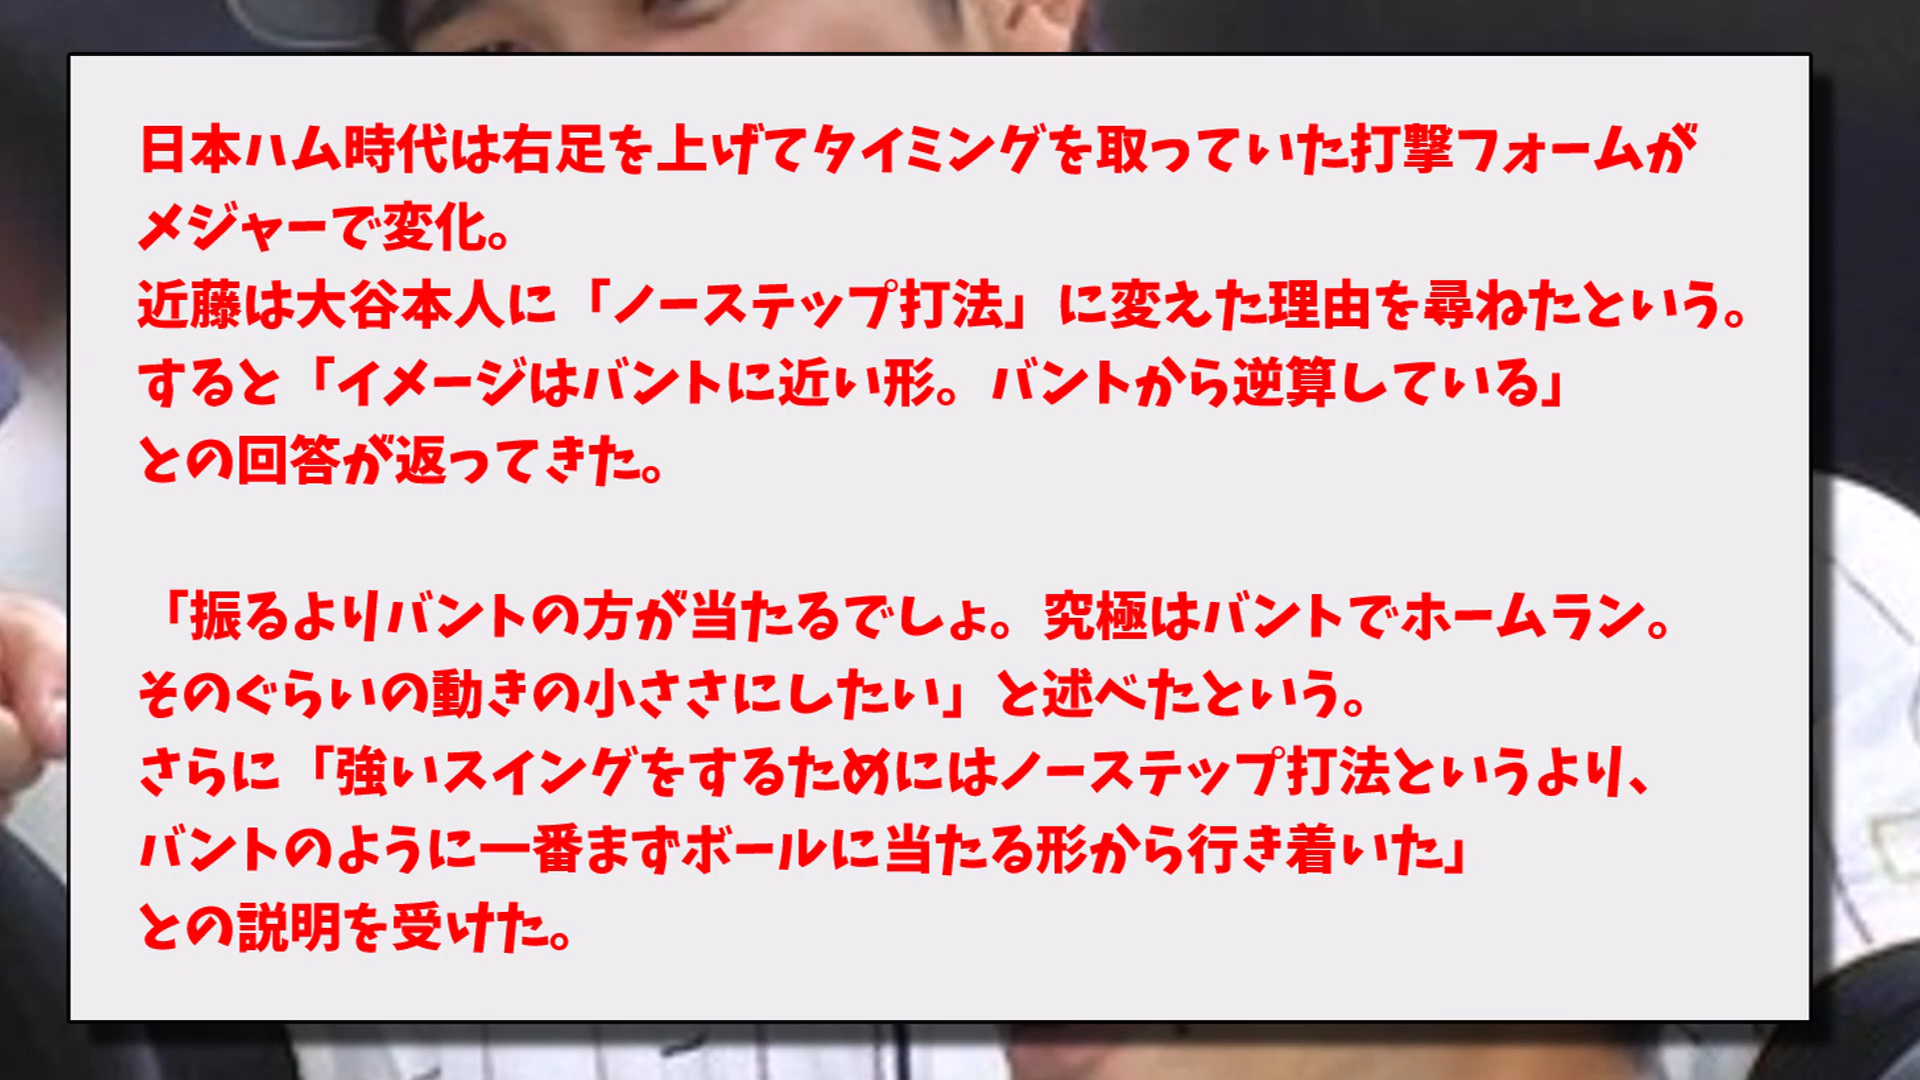 日本ハム時代は右足を上げてタイミングを取っていた打撃フォームが
メジャーで変化。
近藤は大谷本人に「ノーステップ打法」に変えた理由を尋ねたという。
すると「イメージはバントに近い形。バントから逆算している」
との回答が返ってきた。
「振るよりバントの方が当たるでしょ。究極はバントでホームラン。
そのぐらいの動きの小ささにしたい」と述べたという。
さらに「強いスイングをするためにはノーステップ打法というより、
バントのように一番まずボールに当たる形から行き着いた」
との説明を受けた。